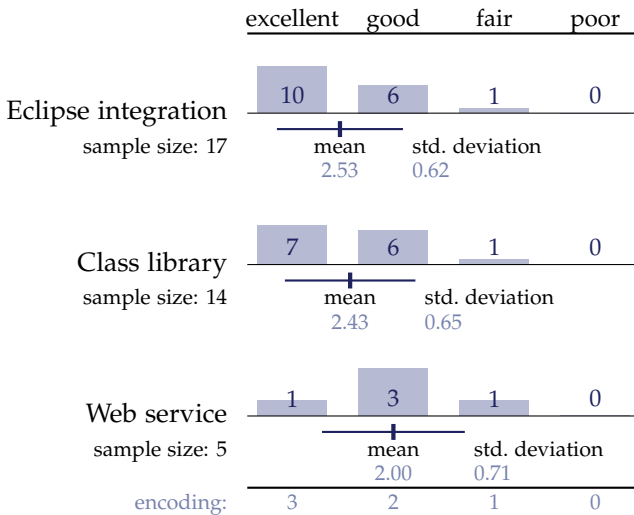 excellent good fair poor
Eclipse integration 10 6 1 0
sample size: 17 mean std. deviation
2.53 0.62
Class library 7 6 1 0
sample size: 14 mean std. deviation
2.43 0.65
Web service 1 3 1 0
sample size: 5 mean std. deviation
2.00 0.71
encoding: 3 2 1 0